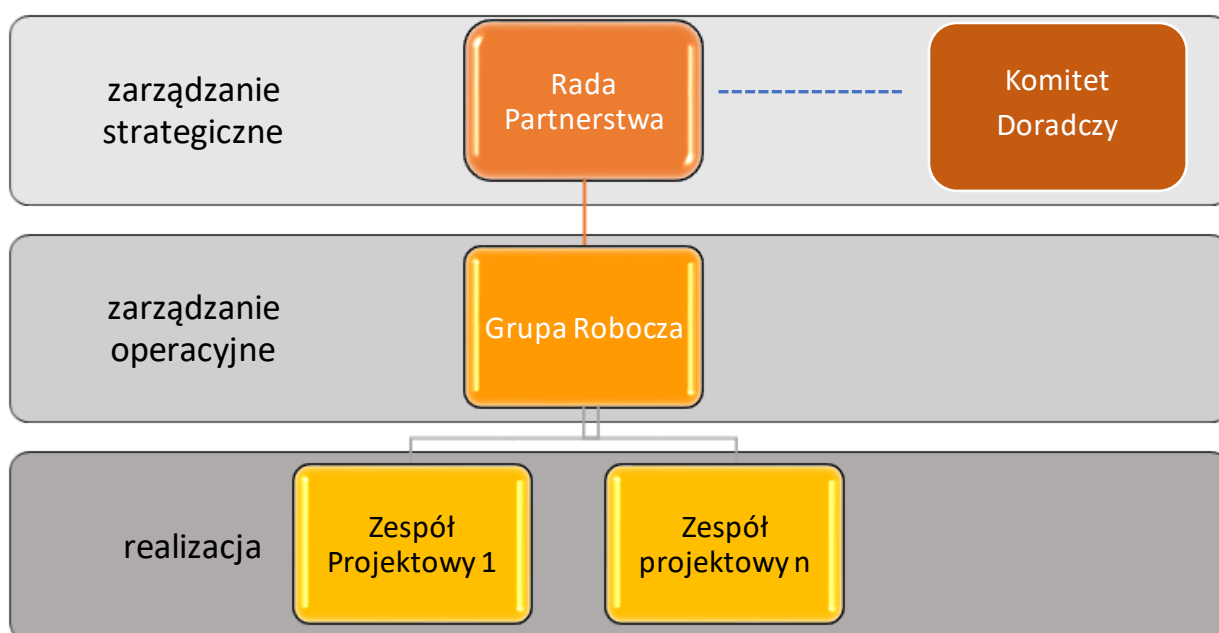 zarządzanie
strategiczne
Rada
Partnerstwa
Komitet
Doradczy
zarządzanie
operacyjne
Grupa Robocza
realizacja
Zespół
Projektowy 1
Zespół
projektowy n